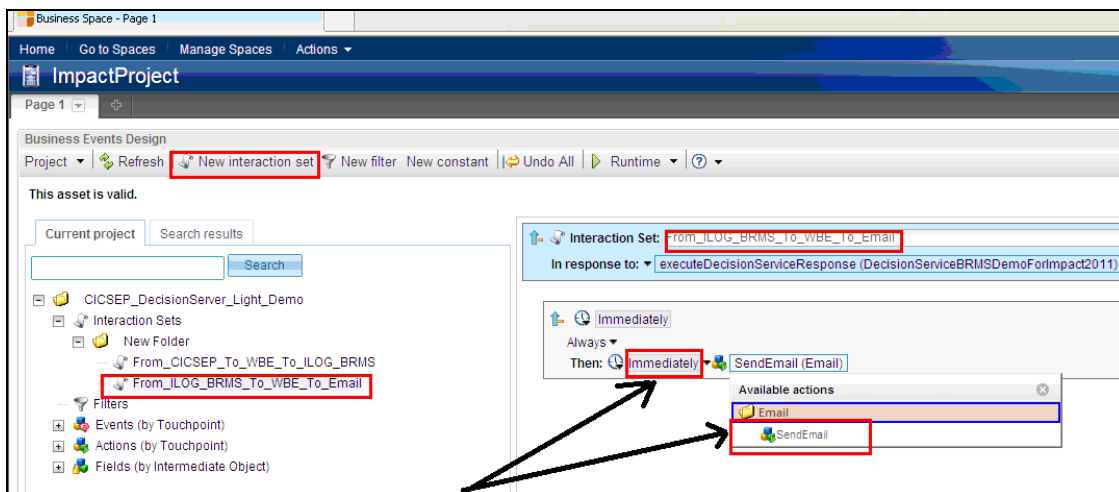 Business Space - Page 1
Home Go to Spaces Manage Spaces Actions
ImpactProject
Page 1
Business Events Design
Project Refresh New interaction set New filter New constant Undo All Runtime ?
This asset is valid.
Current project Search results
Search
CICSEP_DecisionServer_Light_Demo
Interaction Sets
New Folder
From_CICSEP_To_WBE_To_ILOG_BRMS
From_ILOG_BRMS_To_WBE_To_Email
Filters
Events (by Touchpoint)
Actions (by Touchpoint)
Fields (by Intermediate Object)
Interaction Set: From_ILOG_BRMS_To_WBE_To_Email
In response to: executeDecisionServiceResponse (DecisionServiceBRMSDemoForImpact2011)
Immediately
Always
Then: Immediately SendEmail (Email)
Available actions
Email
SendEmail